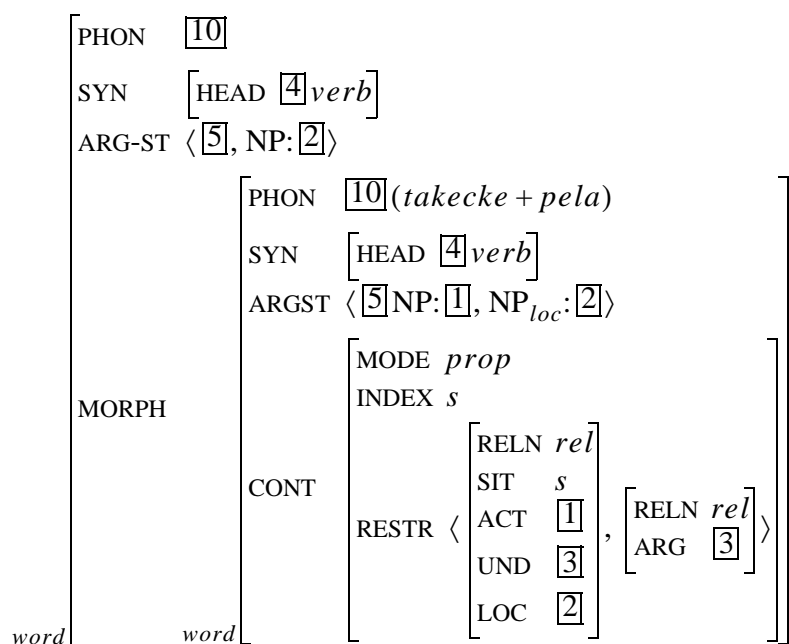 PHON 10
SYN [HEAD 4 verb]
ARG-ST ⟨ 5, NP: 2⟩
PHON 10 (takecke + pela)
SYN [HEAD 4 verb]
ARGST ⟨ 5 NP: 1, NP_loc: 2⟩
MODE prop
MORPH INDEX s
RELN rel
CONT SIT s
RESTR ⟨ ACT 1 , RELN rel ⟩
UND 3 ARG 3
LOC 2
word word